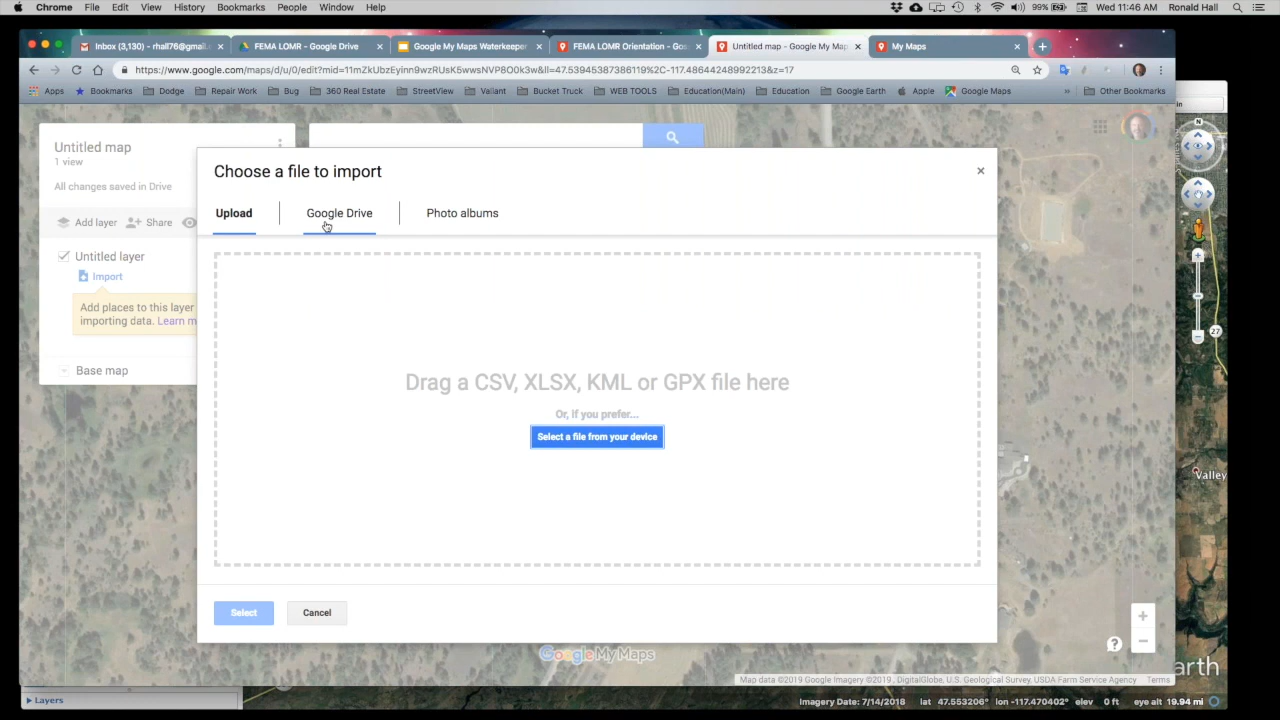 Chrome File Edit View History Bookmarks People Window Help 99% Wed 11:46 AM Ronald Hall
Inbox (3,130) - rhall76@gmail. FEMA LOMR - Google Drive Google My Maps Waterkeeper FEMA LOMR Orientation - Goo Untitled map - Google My Map My Maps
https://www.google.com/maps/d/u/0/edit?mid=11mZkUbzEyinn9wzRUsK5wwsNVP8O0k3w&ll=47.53945387386119%2C-117.48644248992213&z=17
Apps Bookmarks Dodge Repair Work Bug 360 Real Estate StreetView Valiant Bucket Truck WEB TOOLS Education(Main) Education Google Earth Apple Google Maps » Other Bookmarks
in
N
Untitled map
1 view
All changes saved in Drive
Add layer Share
Untitled layer
Import
Add places to this layer
importing data. Learn m
Base map
Choose a file to import
Upload Google Drive Photo albums
Drag a CSV, XLSX, KML or GPX file here
Or, if you prefer...
Select a file from your device
Select Cancel
27
Valley
Google My Maps
Map data ©2019 Google Imagery ©2019 , DigitalGlobe, U.S. Geological Survey, USDA Farm Service Agency Terms
arth
Layers
Imagery Date: 7/14/2018 lat 47.553206° lon -117.470402° elev 0 ft eye alt 19.94 mi